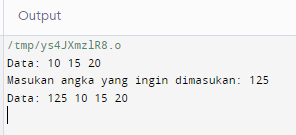 Output
/tmp/ys4JXmzlR8.o
Data: 10 15 20
Masukan angka yang ingin dimasukan: 125
Data: 125 10 15 20